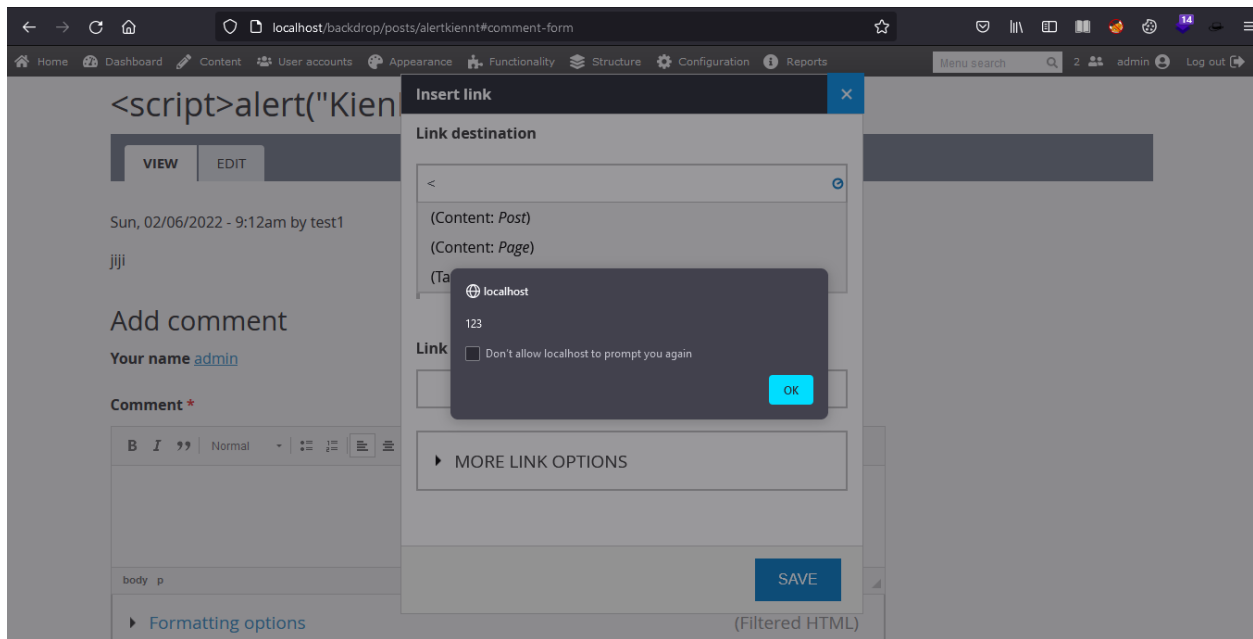 localhost/backdrop/posts/alertkiennt#comment-form
14
Home Dashboard Content User accounts Appearance Functionality Structure Configuration Reports Menu search 2 admin Log out
<script>alert("Kien
Insert link
Link destination
VIEW EDIT
<
(Content: Post)
Sun, 02/06/2022 - 9:12am by test1
(Content: Page)
jiji
(Ta
localhost
123
Add comment
Link
Don't allow localhost to prompt you again
Your name admin
OK
Comment *
B I Normal
MORE LINK OPTIONS
body p
SAVE
Formatting options (Filtered HTML)